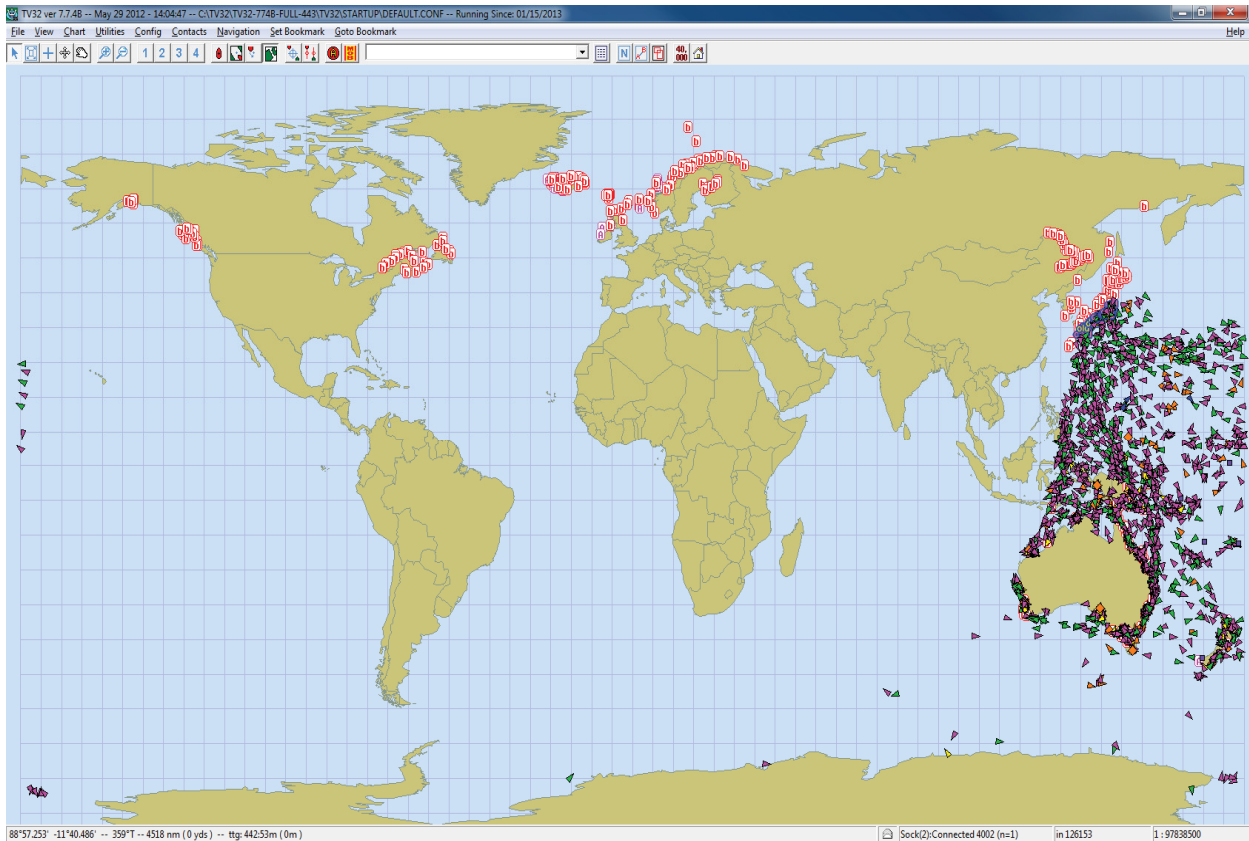 TV32 ver 7.7.4B -- May 29 2012 - 14:04:47 -- C:\TV32\TV32-774B-FULL-443\TV32\STARTUP\DEFAULT.CONF -- Running Since: 01/15/2013
File View Chart Utilities Config Contacts Navigation Set Bookmark Goto Bookmark Help
1 2 3 4 N 40,000
88°57.253' -11°40.486' -- 359°T -- 4518 nm ( 0 yds ) -- ttg: 442:53m ( 0m ) Sock(2):Connected 4002 (n=1) in 126153 1 : 97838500